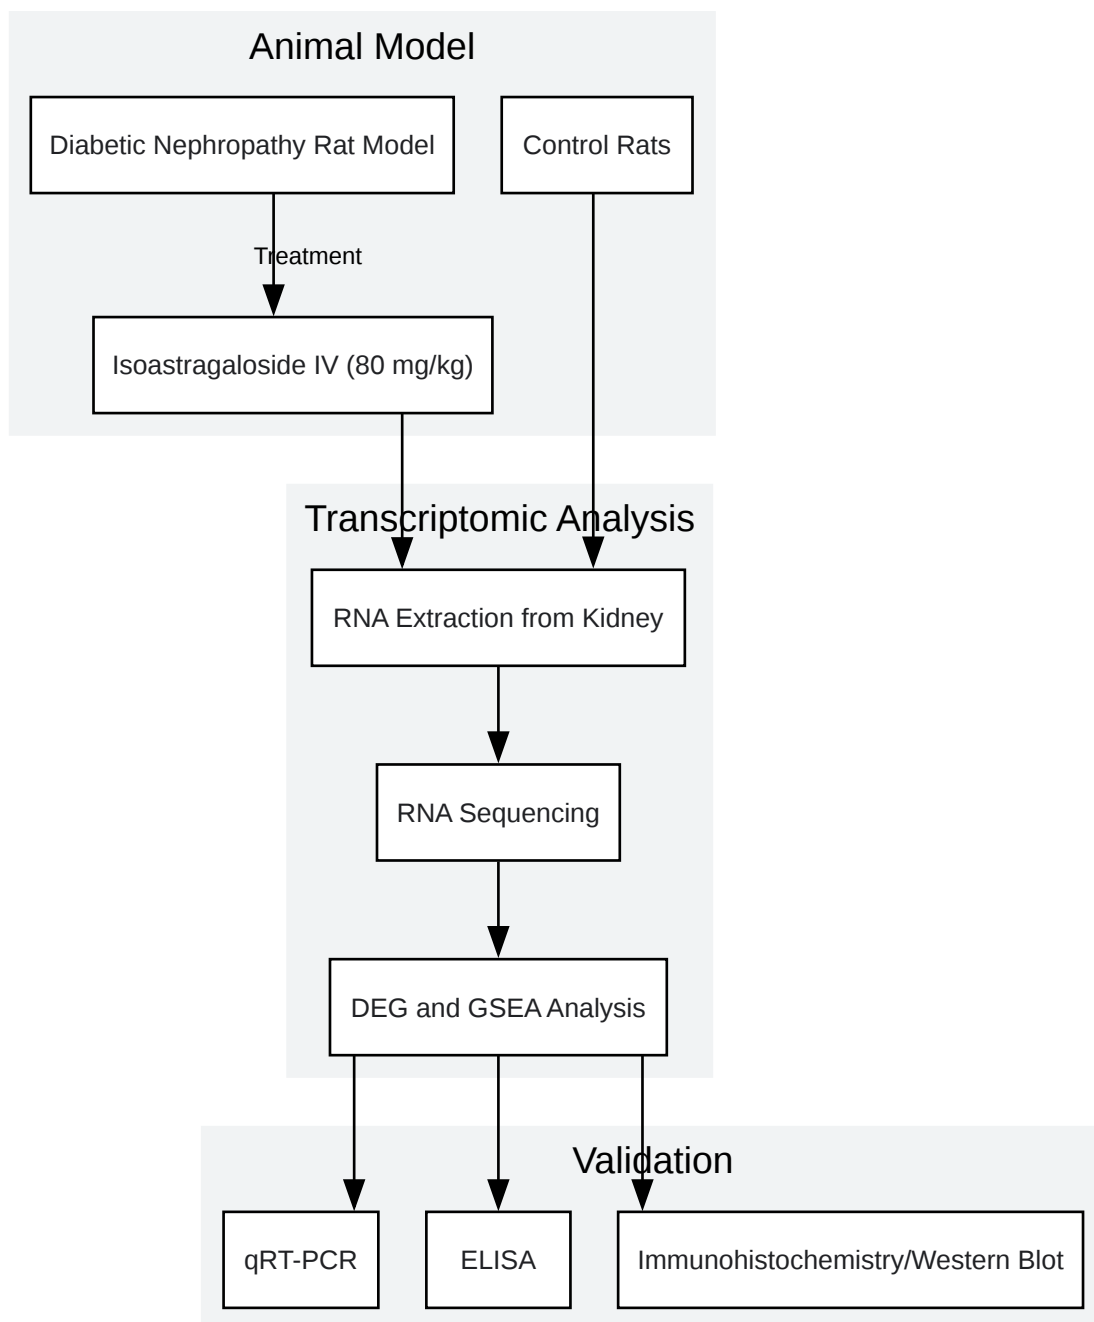 Animal Model
Diabetic Nephropathy Rat Model
Control Rats
Treatment
Isoastragaloside IV (80 mg/kg)
Transcriptomic Analysis
RNA Extraction from Kidney
RNA Sequencing
DEG and GSEA Analysis
Validation
qRT-PCR
ELISA
Immunohistochemistry/Western Blot